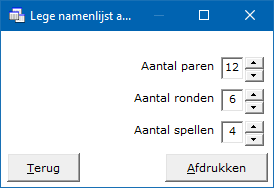 Lege namenlijst a...
Aantal paren 12
Aantal ronden 6
Aantal spellen 4
Terug Afdrukken